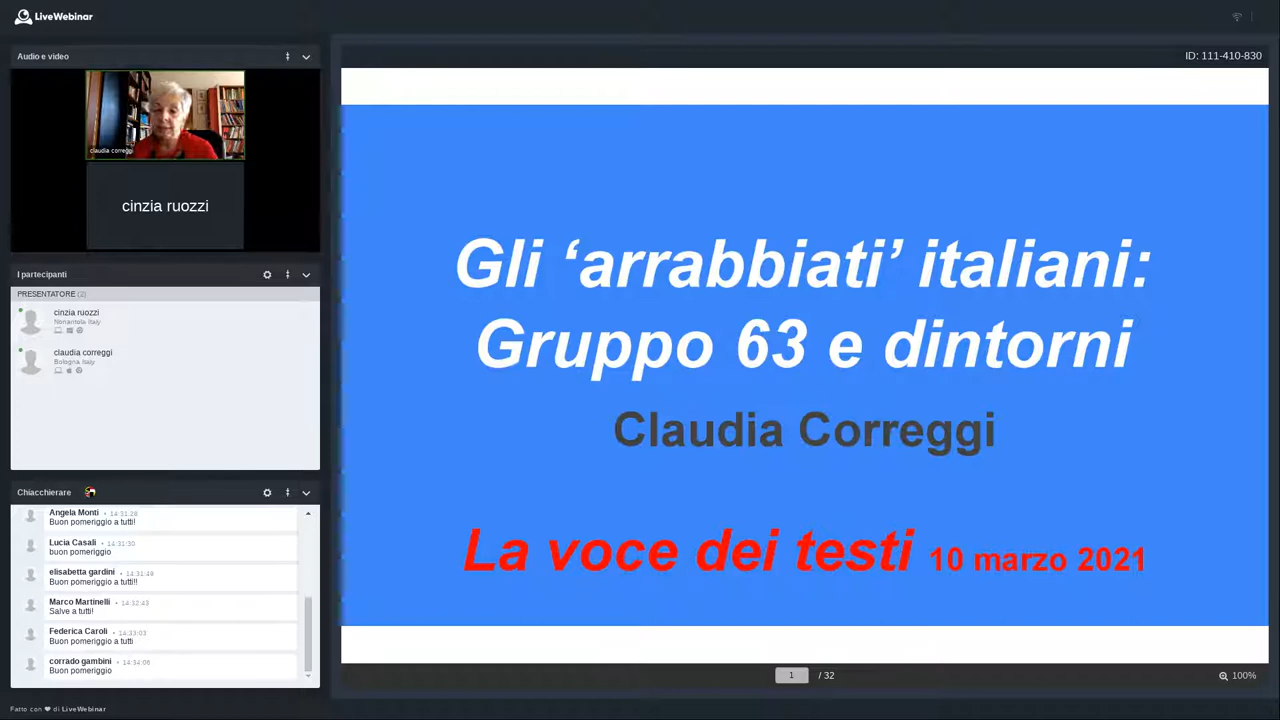 LiveWebinar
Audio e video
claudia correggi
cinzia ruozzi
I partecipanti
PRESENTATORE (2)
cinzia ruozzi
Nonantola Italy
claudia correggi
Bologna Italy
Chiacchierare
Angela Monti • 14:31:28
Buon pomeriggio a tutti!
Lucia Casali • 14:31:30
buon pomeriggio
elisabetta gardini • 14:31:49
Buon pomeriggio a tutti!!
Marco Martinelli • 14:32:43
Salve a tutti!
Federica Caroli • 14:33:03
Buon pomeriggio a tutti
corrado gambini • 14:34:06
Buon pomeriggio
Fatto con ❤ di LiveWebinar
ID: 111-410-830
Gli ‘arrabbiati’ italiani:
Gruppo 63 e dintorni
Claudia Correggi
La voce dei testi 10 marzo 2021
1 / 32
100%